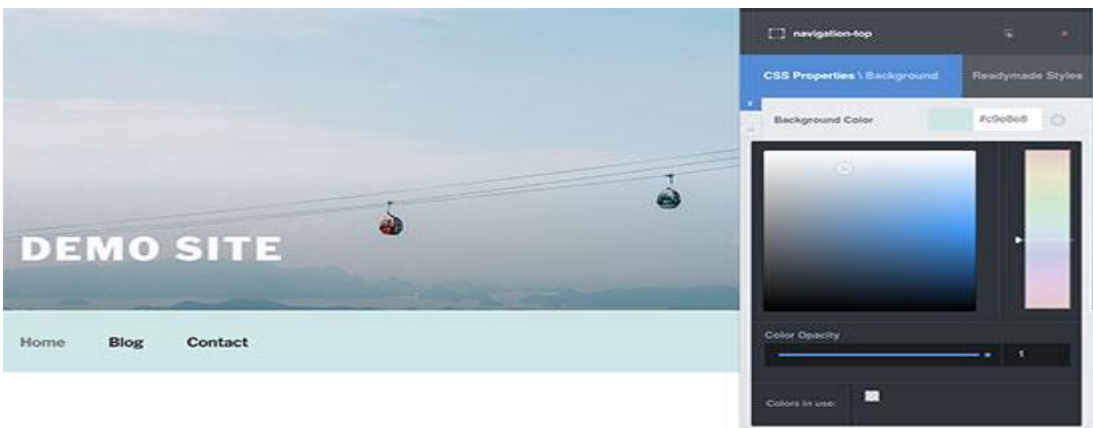 DEMO SITE
Home Blog Contact
navigation-top
CSS Properties \ Background Readymade Styles
Background Color #c9e8e8
Color Opacity
1
Colors in use: